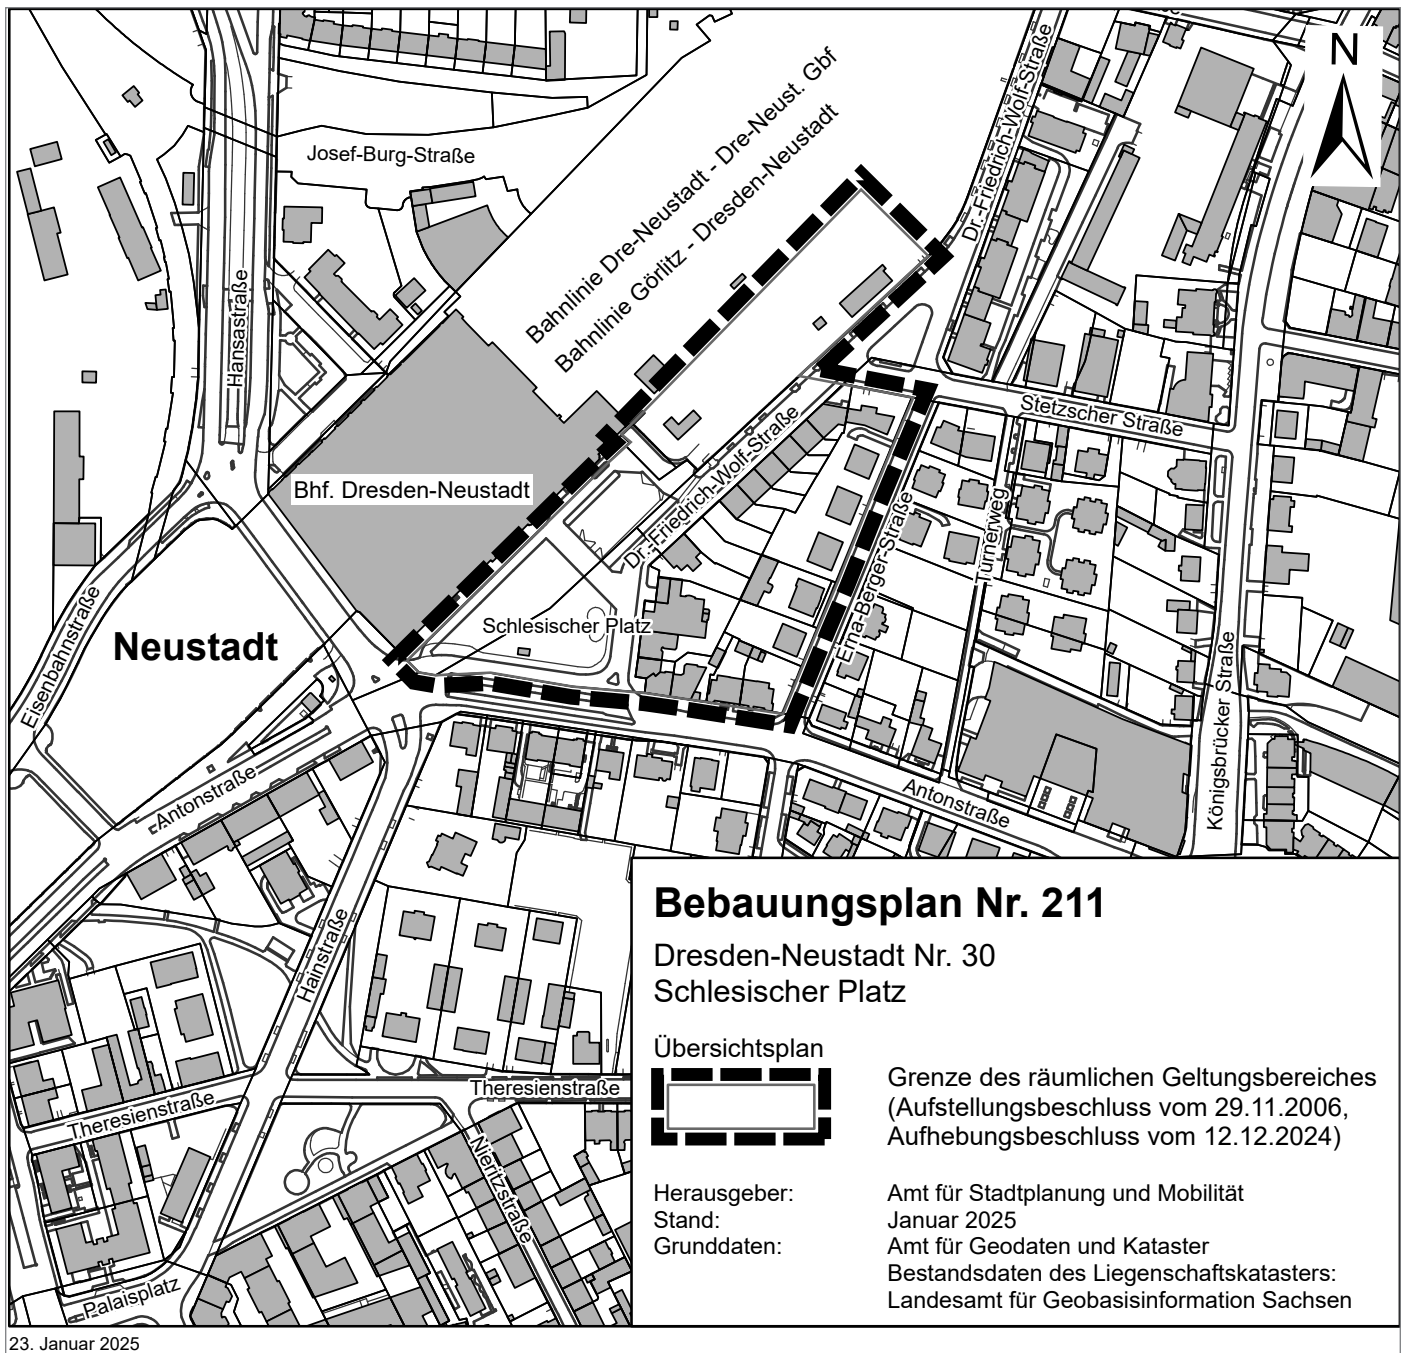 N
Josef-Burg-Straße
Bahnlinie Dre-Neustadt - Dre-Neust. Gbf
Bahnlinie Görlitz - Dresden-Neustadt
Dr.-Friedrich-Wolf-Straße
Dr.-Friedrich-Wolf-Straße
Hansastraße
Stetzscher Straße
Bhf. Dresden-Neustadt
Dr.-Friedrich-Wolf-Straße
Erna-Berger-Straße
Turnerweg
Eisenbahnstraße
Neustadt
Schlesischer Platz
Königsbrücker Straße
Antonstraße
Antonstraße
Hainstraße
Theresienstraße
Theresienstraße
Nieritzstraße
Palaisplatz
Bebauungsplan Nr. 211
Dresden-Neustadt Nr. 30
Schlesischer Platz
Übersichtsplan
Grenze des räumlichen Geltungsbereiches
(Aufstellungsbeschluss vom 29.11.2006,
Aufhebungsbeschluss vom 12.12.2024)
Herausgeber: Amt für Stadtplanung und Mobilität
Stand: Januar 2025
Grunddaten: Amt für Geodaten und Kataster
Bestandsdaten des Liegenschaftskatasters:
Landesamt für Geobasisinformation Sachsen
23. Januar 2025